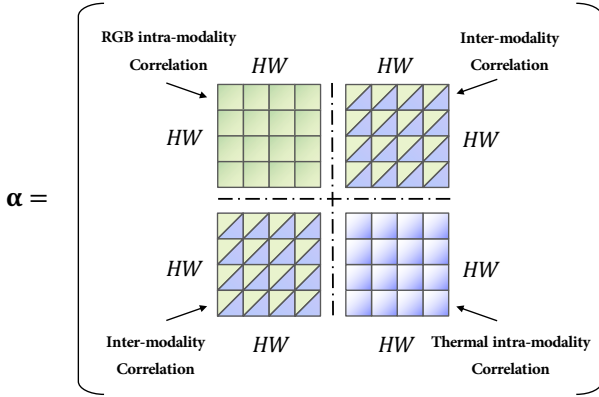 RGB intra-modality
Correlation
HW
HW
Inter-modality
Correlation
HW
HW
α =
HW
HW
Inter-modality
Correlation
HW
HW
Thermal intra-modality
Correlation